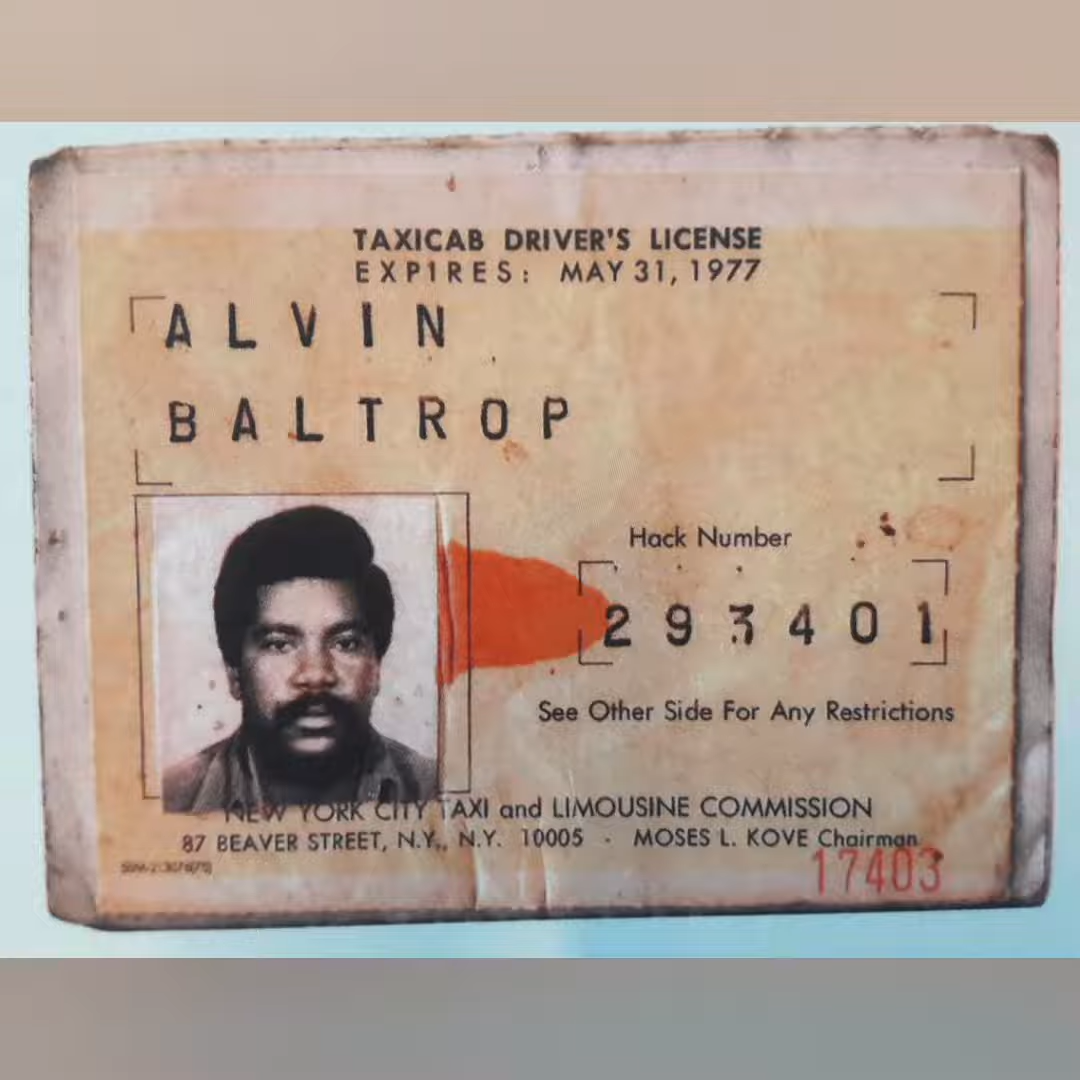 TAXICAB DRIVER'S LICENSE
EXPIRES: MAY 31, 1977
ALVIN
BALTROP
Hack Number
293401
See Other Side For Any Restrictions
NEW YORK CITY TAXI and LIMOUSINE COMMISSION
87 BEAVER STREET, N.Y., N.Y. 10005 · MOSES L. KOVE Chairman
17403